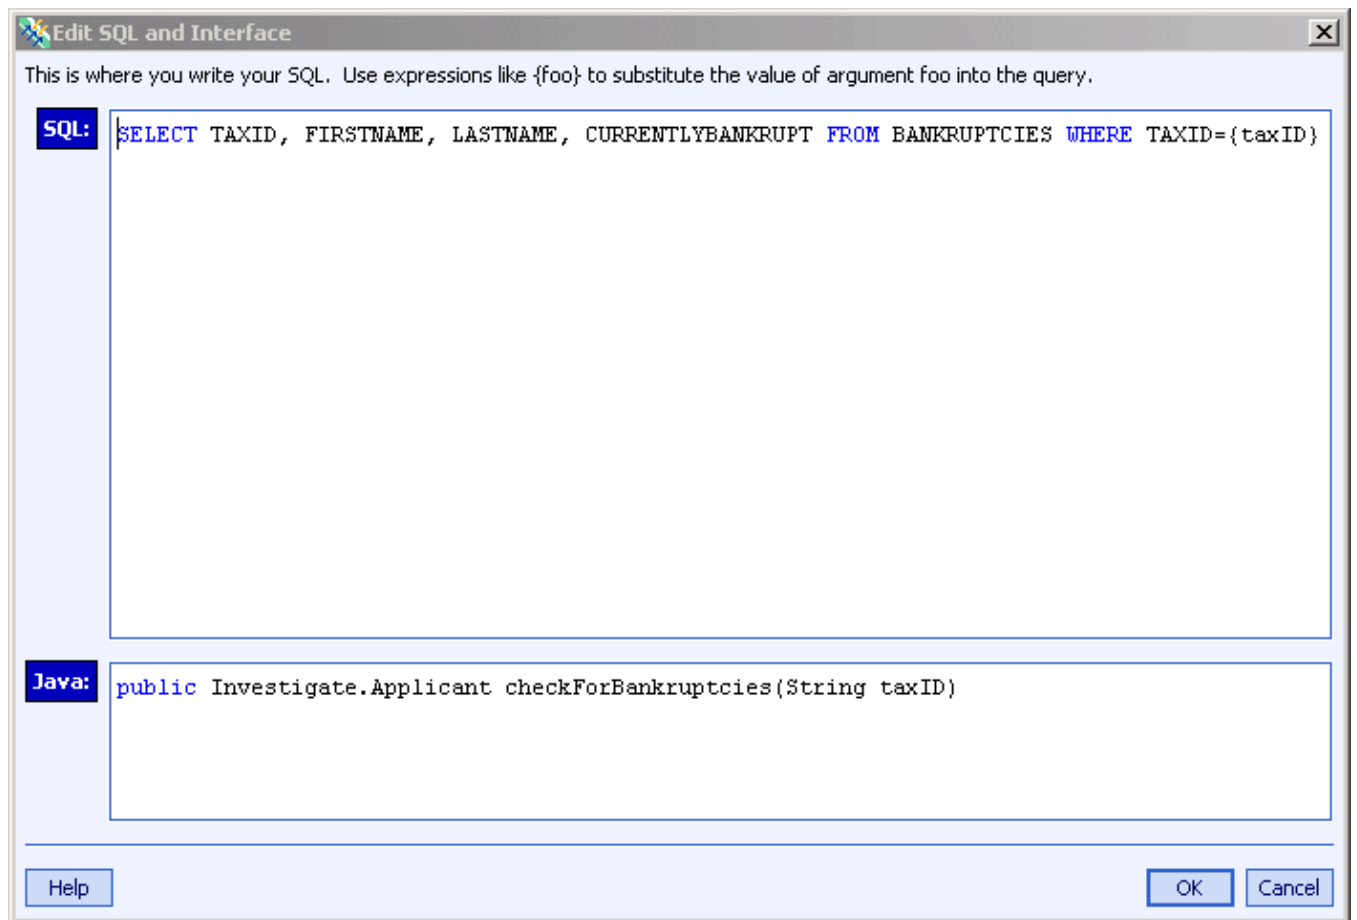 Edit SQL and Interface
This is where you write your SQL. Use expressions like {foo} to substitute the value of argument foo into the query.
SQL:
SELECT TAXID, FIRSTNAME, LASTNAME, CURRENTLYBANKRUPT FROM BANKRUPTCIES WHERE TAXID={taxID}
Java:
public Investigate.Applicant checkForBankruptcies(String taxID)
Help
OK
Cancel